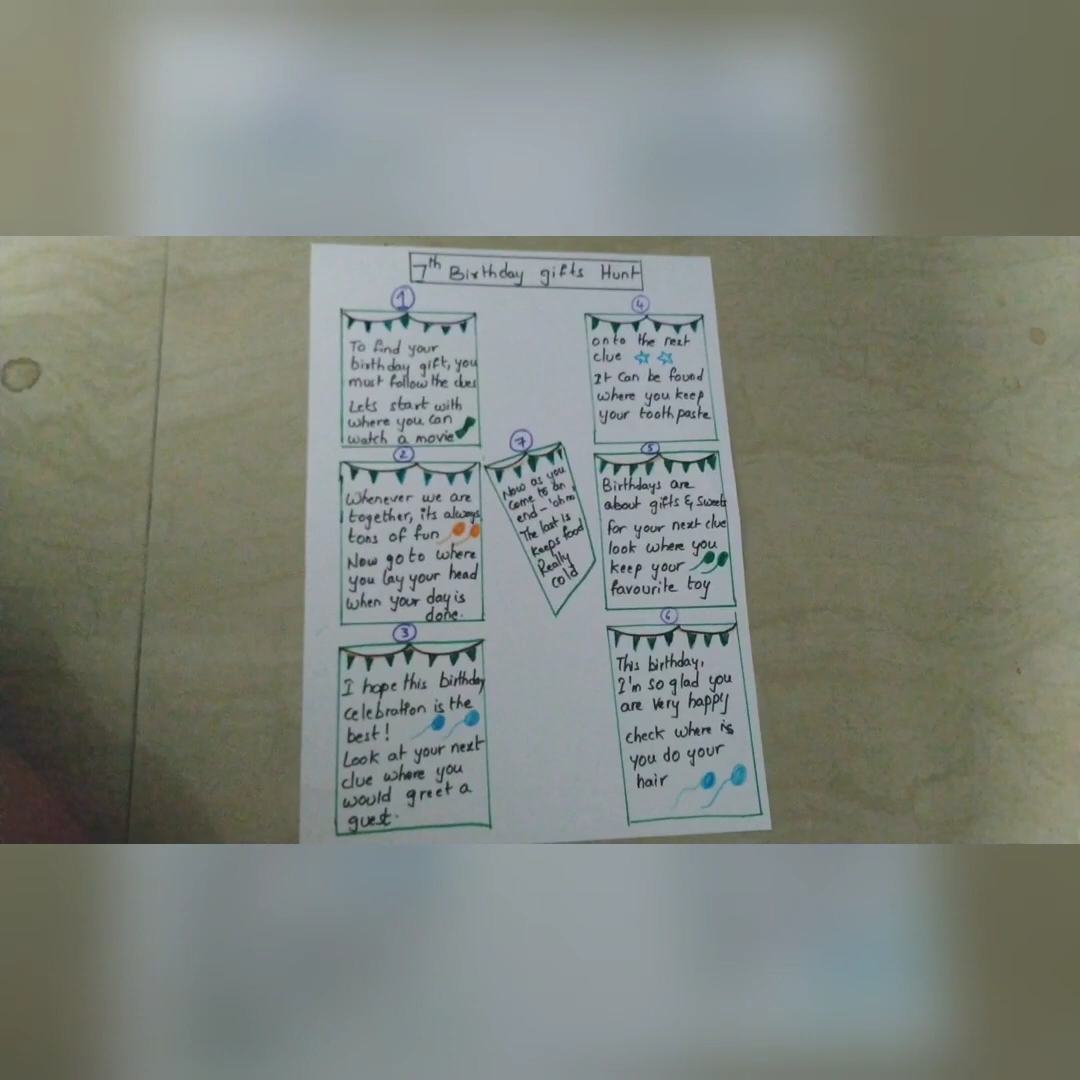 7th Birthday gifts Hunt
1
To find your
birthday gift, you
must follow the clues
Lets start with
where you can
watch a movie
2
Whenever we are
together, its always
tons of fun
Now go to where
you lay your head
when your day is
done.
3
I hope this birthday
celebration is the
best!
Look at your next
clue where you
would greet a
guest.
4
onto the next
clue
It can be found
where you keep
your tooth paste
5
Birthdays are
about gifts & sweets
for your next clue
look where you
keep your
favourite toy
6
This birthday,
I'm so glad you
are very happy
check where is
you do your
hair
7
Now as you
come to an
end - 'oh no'
The last is
keeps food
Really
cold